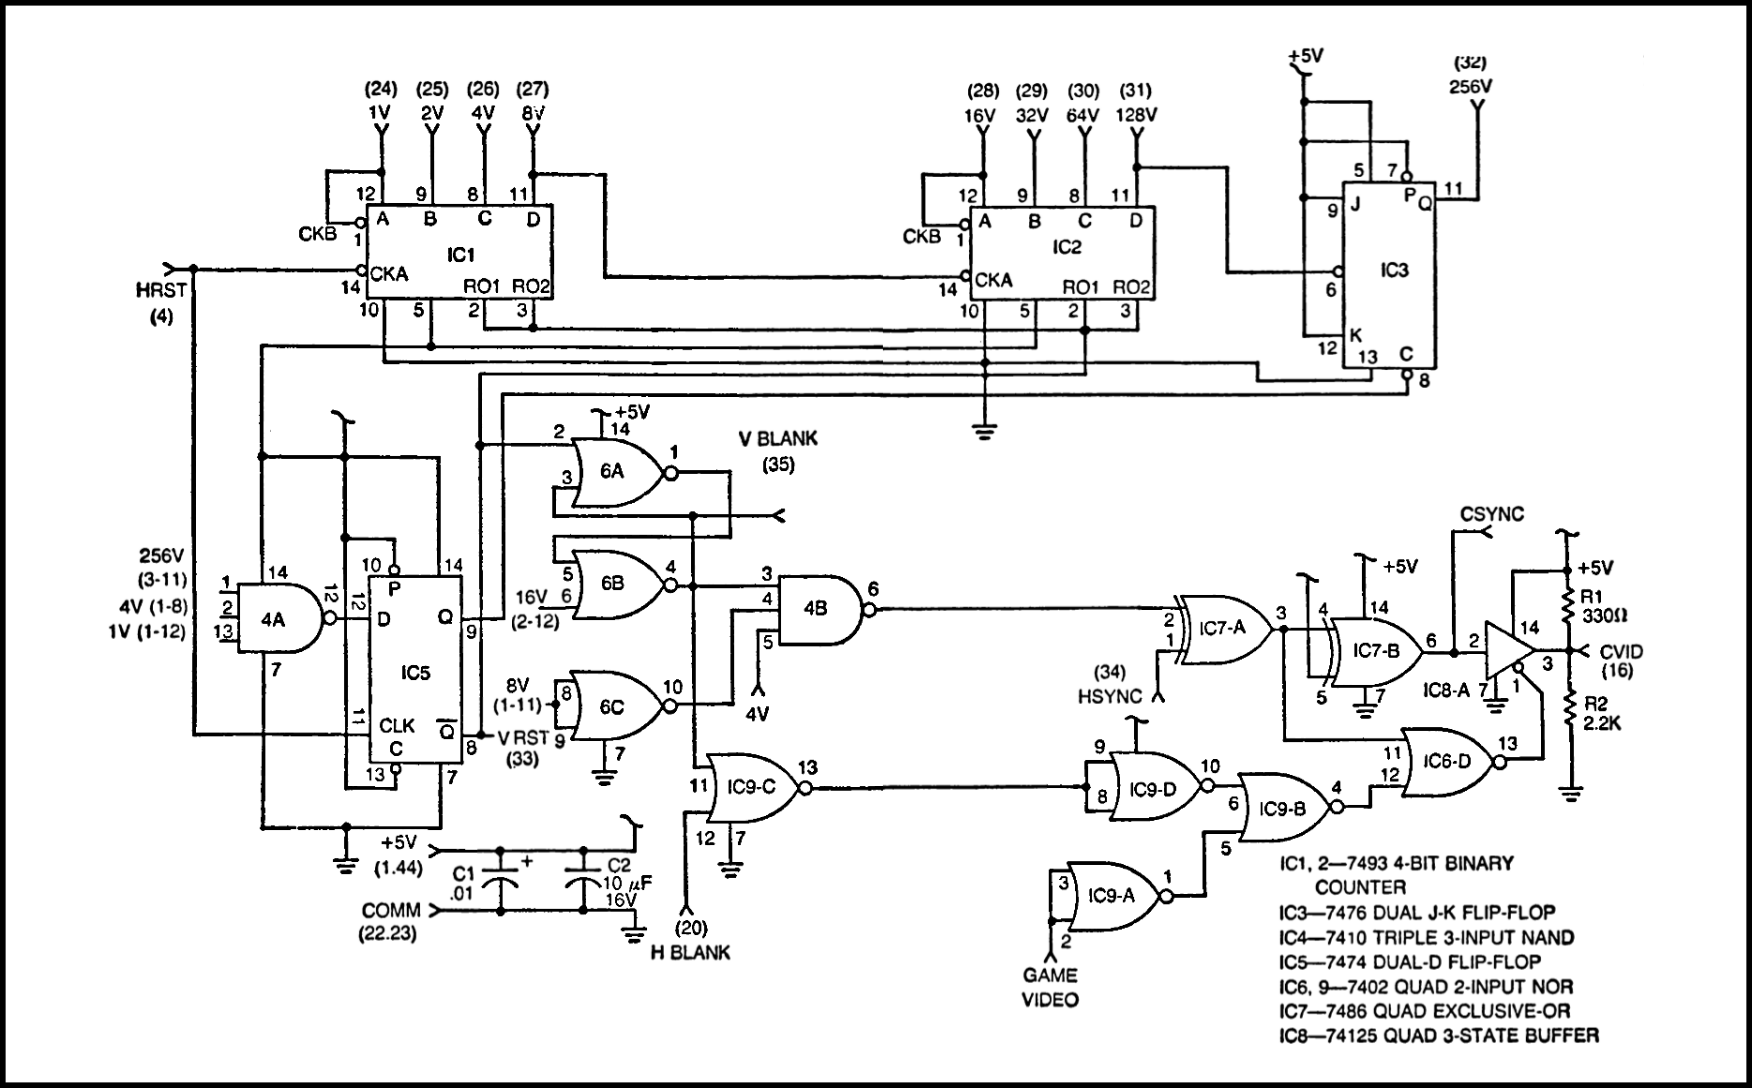 (24) (25) (26) (27)
1V 2V 4V 8V
12 9 8 11
A B C D
CKB 1
IC1
CKA
14
RO1 RO2
10 5 2 3
HRST
(4)
(28) (29) (30) (31)
16V 32V 64V 128V
12 9 8 11
A B C D
CKB 1
IC2
CKA
14
RO1 RO2
10 5 2 3
+5V
(32)
256V
5 7
P
Q 11
9 J
IC3
6
K
12
13 C
8
+5V
2 14
6A 1
3
V BLANK
(35)
256V
(3-11)
4V (1-8)
1V (1-12)
1 14
2 4A 12
13
7
10 14
P
12 D Q 9
IC5
11 CLK Q 8
C
13 7
V RST
(33)
5
6B 4
16V 6
(2-12)
8V
(1-11)
8
6C 10
9 7
3
4 4B 6
5
4V
2
IC7-A 3
1
(34)
HSYNC
+5V
4 14
IC7-B 6
5 7
CSYNC
2 14
IC8-A 7 1 3
+5V
R1
330Ω
CVID
(16)
R2
2.2K
11
IC6-D 13
12
11
IC9-C 13
12 7
9
IC9-D 10
8
6
IC9-B 4
5
3
IC9-A 1
2
GAME
VIDEO
(20)
H BLANK
+5V
(1.44)
C1
.01
+
C2
10 µF
16V
COMM
(22.23)
IC1, 2—7493 4-BIT BINARY
COUNTER
IC3—7476 DUAL J-K FLIP-FLOP
IC4—7410 TRIPLE 3-INPUT NAND
IC5—7474 DUAL-D FLIP-FLOP
IC6, 9—7402 QUAD 2-INPUT NOR
IC7—7486 QUAD EXCLUSIVE-OR
IC8—74125 QUAD 3-STATE BUFFER